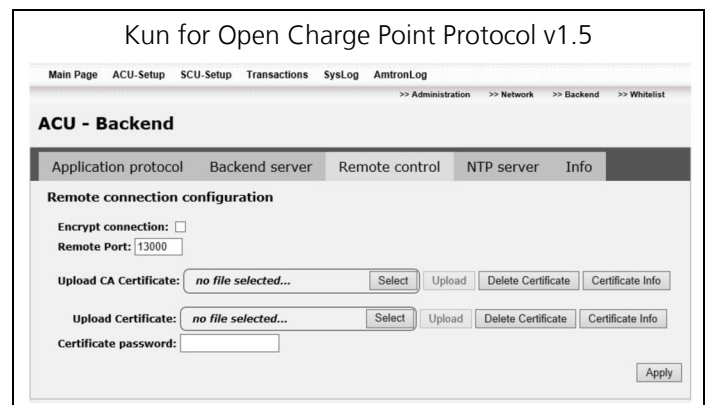 Kun for Open Charge Point Protocol v1.5
Main Page ACU-Setup SCU-Setup Transactions SysLog AmtronLog
>> Administration >> Network >> Backend >> Whitelist
ACU - Backend
Application protocol Backend server Remote control NTP server Info
Remote connection configuration
Encrypt connection:
Remote Port: 13000
Upload CA Certificate: no file selected... Select Upload Delete Certificate Certificate Info
Upload Certificate: no file selected... Select Upload Delete Certificate Certificate Info
Certificate password:
Apply